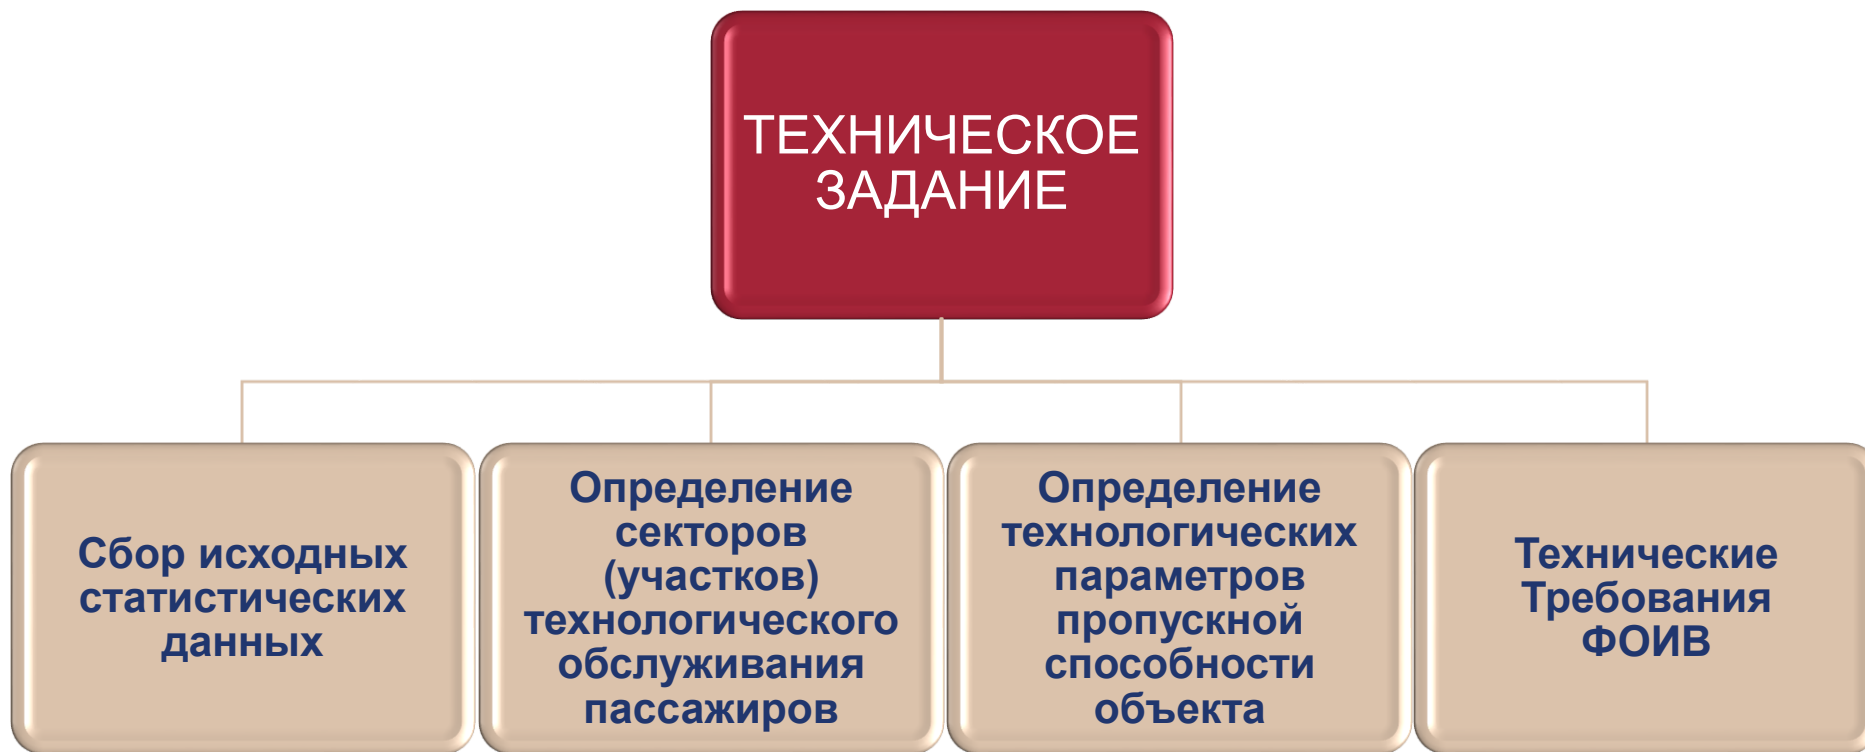 ТЕХНИЧЕСКОЕ
ЗАДАНИЕ
Сбор исходных
статистических
данных
Определение
секторов
(участков)
технологического
обслуживания
пассажиров
Определение
технологических
параметров
пропускной
способности
объекта
Технические
Требования
ФОИВ